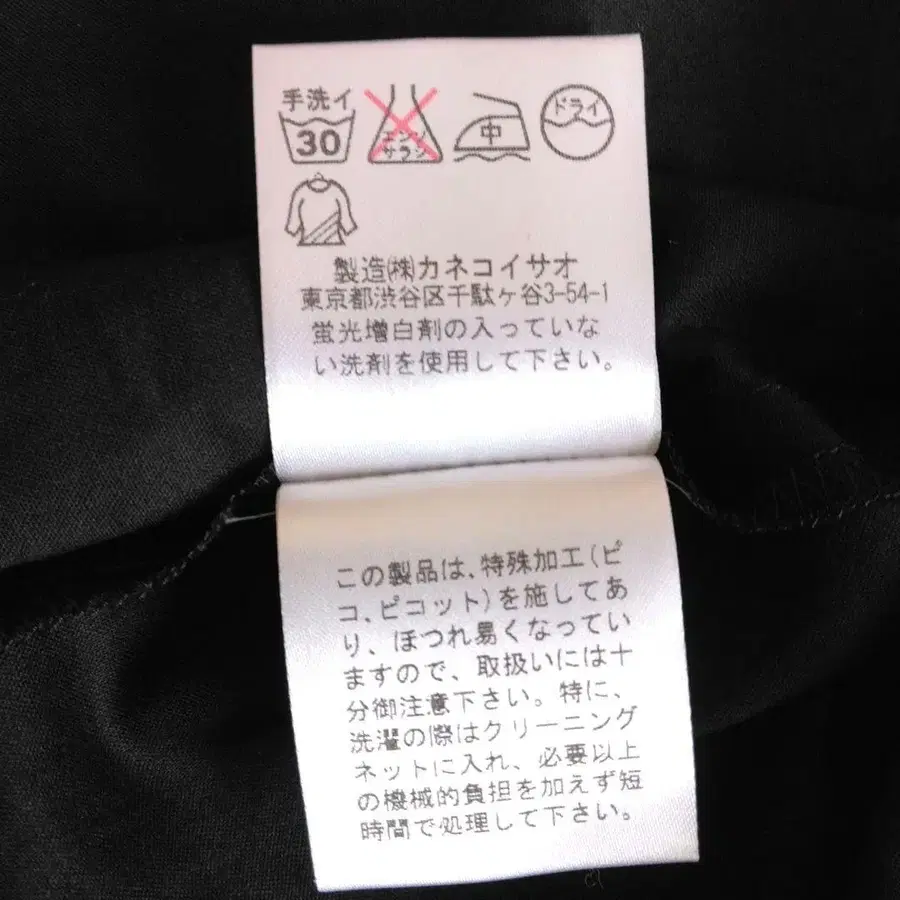 手洗イ
30
エンソ
サラシ
中
ドライ
製造㈱カネコイサオ
東京都渋谷区千駄ヶ谷3-54-1
蛍光増白剤の入っていな
い洗剤を使用して下さい。
この製品は、特殊加工(ピ
コ、ピコット)を施してあ
り、ほつれ易くなってい
ますので、取扱いには十
分御注意下さい。特に、
洗濯の際はクリーニング
ネットに入れ、必要以上
の機械的負担を加えず短
時間で処理して下さい。